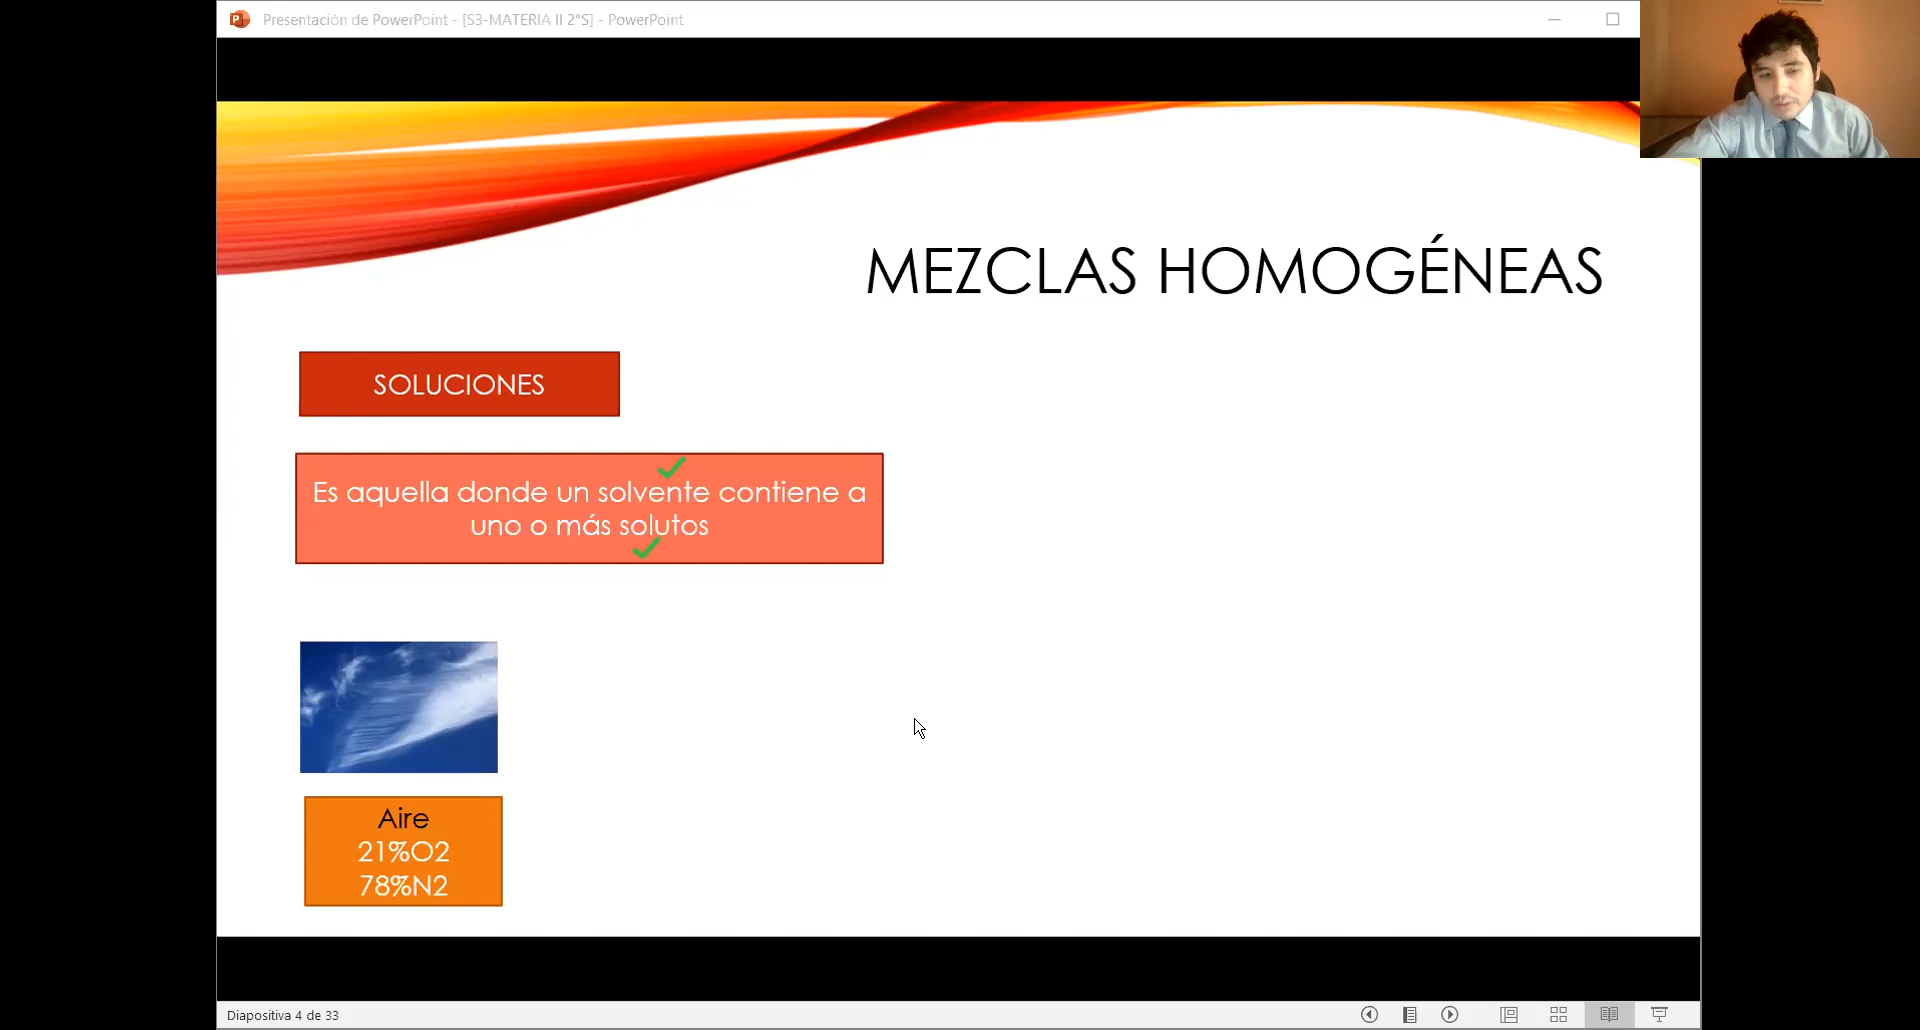 Presentación de PowerPoint - [S3-MATERIA II 2°S] - PowerPoint
MEZCLAS HOMOGÉNEAS
SOLUCIONES
Es aquella donde un solvente contiene a
uno o más solutos
Aire
21%O2
78%N2
Diapositiva 4 de 33